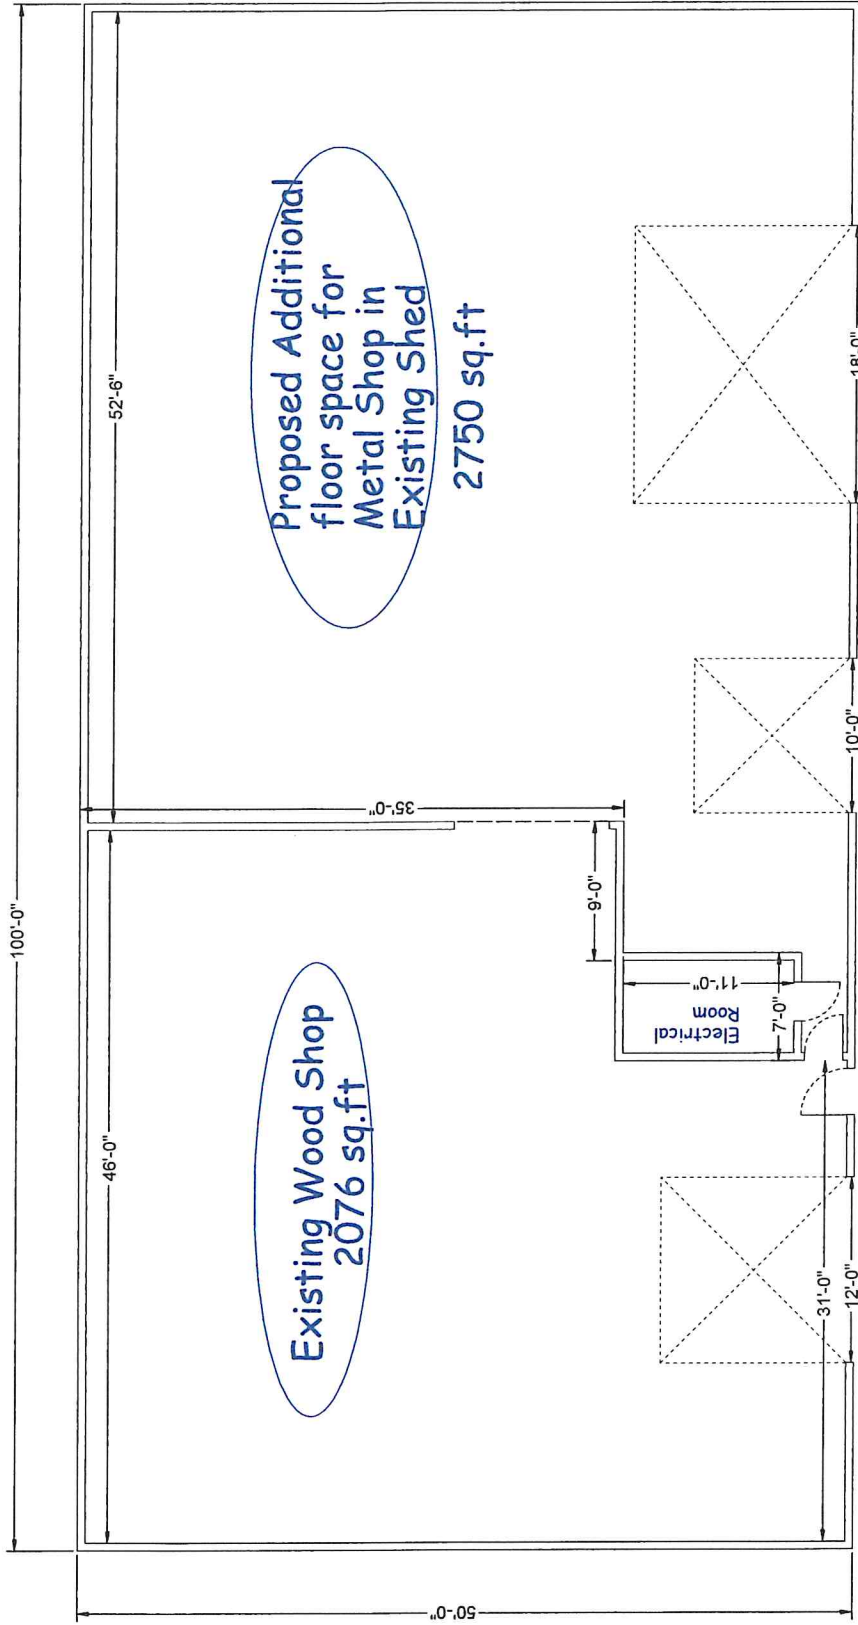 100'-0"
52'-6"
46'-0"
50'-0"
Proposed Additional
floor space for
Metal Shop in
Existing Shed
2750 sq.ft
Existing Wood Shop
2076 sq.ft
35'-0"
9'-0"
11'-0"
Electrical
Room
7'-0"
31'-0"
12'-0"
10'-0"
18'-0"